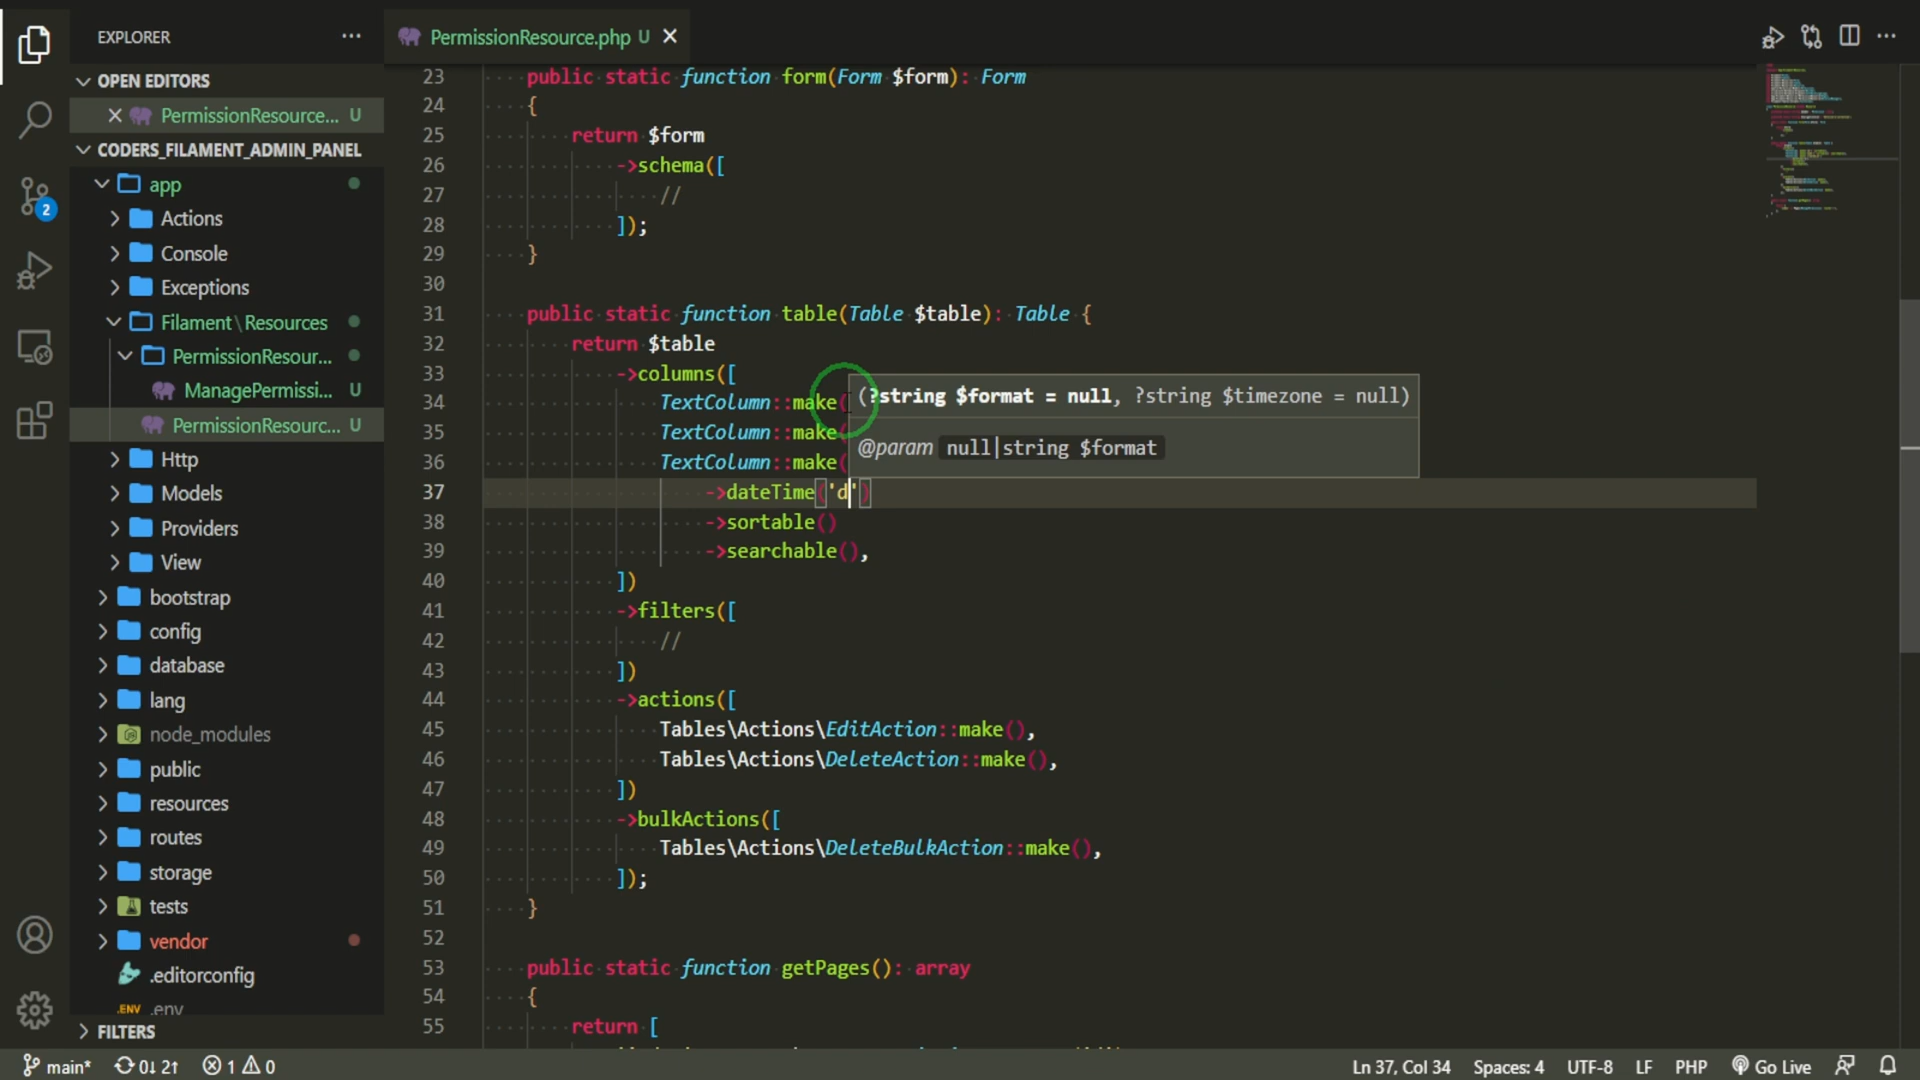 EXPLORER
OPEN EDITORS
PermissionResource... U
CODERS_FILAMENT_ADMIN_PANEL
app
Actions
Console
Exceptions
Filament\Resources
PermissionResour...
ManagePermissi... U
PermissionResourc... U
Http
Models
Providers
View
bootstrap
config
database
lang
node_modules
public
resources
routes
storage
tests
vendor
.editorconfig
.ENV .env
FILTERS
2
PermissionResource.php U
23 public static function form(Form $form): Form
24 {
25 return $form
26 ->schema([
27 //
28 ]);
29 }
30
31 public static function table(Table $table): Table {
32 return $table
33 ->columns([
34 TextColumn::make(
35 TextColumn::make(
36 TextColumn::make(
(?string $format = null, ?string $timezone = null)
@param null|string $format
37 ->dateTime('d')
38 ->sortable()
39 ->searchable(),
40 ])
41 ->filters([
42 //
43 ])
44 ->actions([
45 Tables\Actions\EditAction::make(),
46 Tables\Actions\DeleteAction::make(),
47 ])
48 ->bulkActions([
49 Tables\Actions\DeleteBulkAction::make(),
50 ]);
51 }
52
53 public static function getPages(): array
54 {
55 return [
main* 0↓ 2↑ 1 0 Ln 37, Col 34 Spaces: 4 UTF-8 LF PHP Go Live